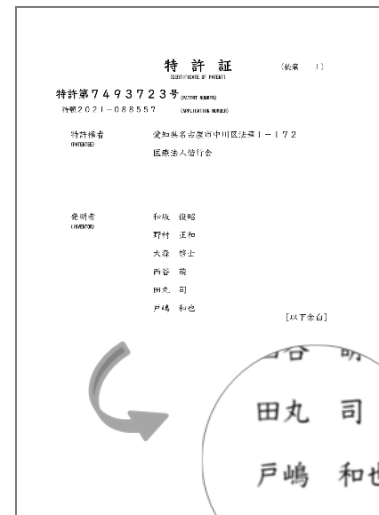 特許証
(CERTIFICATE OF PATENT)
(続葉 1)
特許第7493723号 (PATENT NUMBER)
特願2021-088557 (APPLICATION NUMBER)
特許権者
(PATENTEE)
愛知県名古屋市中川区法華1-172
医療法人偕行会
発明者
(INVENTOR)
和坂 俊昭
野村 正和
大森 啓士
西谷 萌
田丸 司
戸嶋 和也
[以下余白]
田丸 司
戸嶋 和也